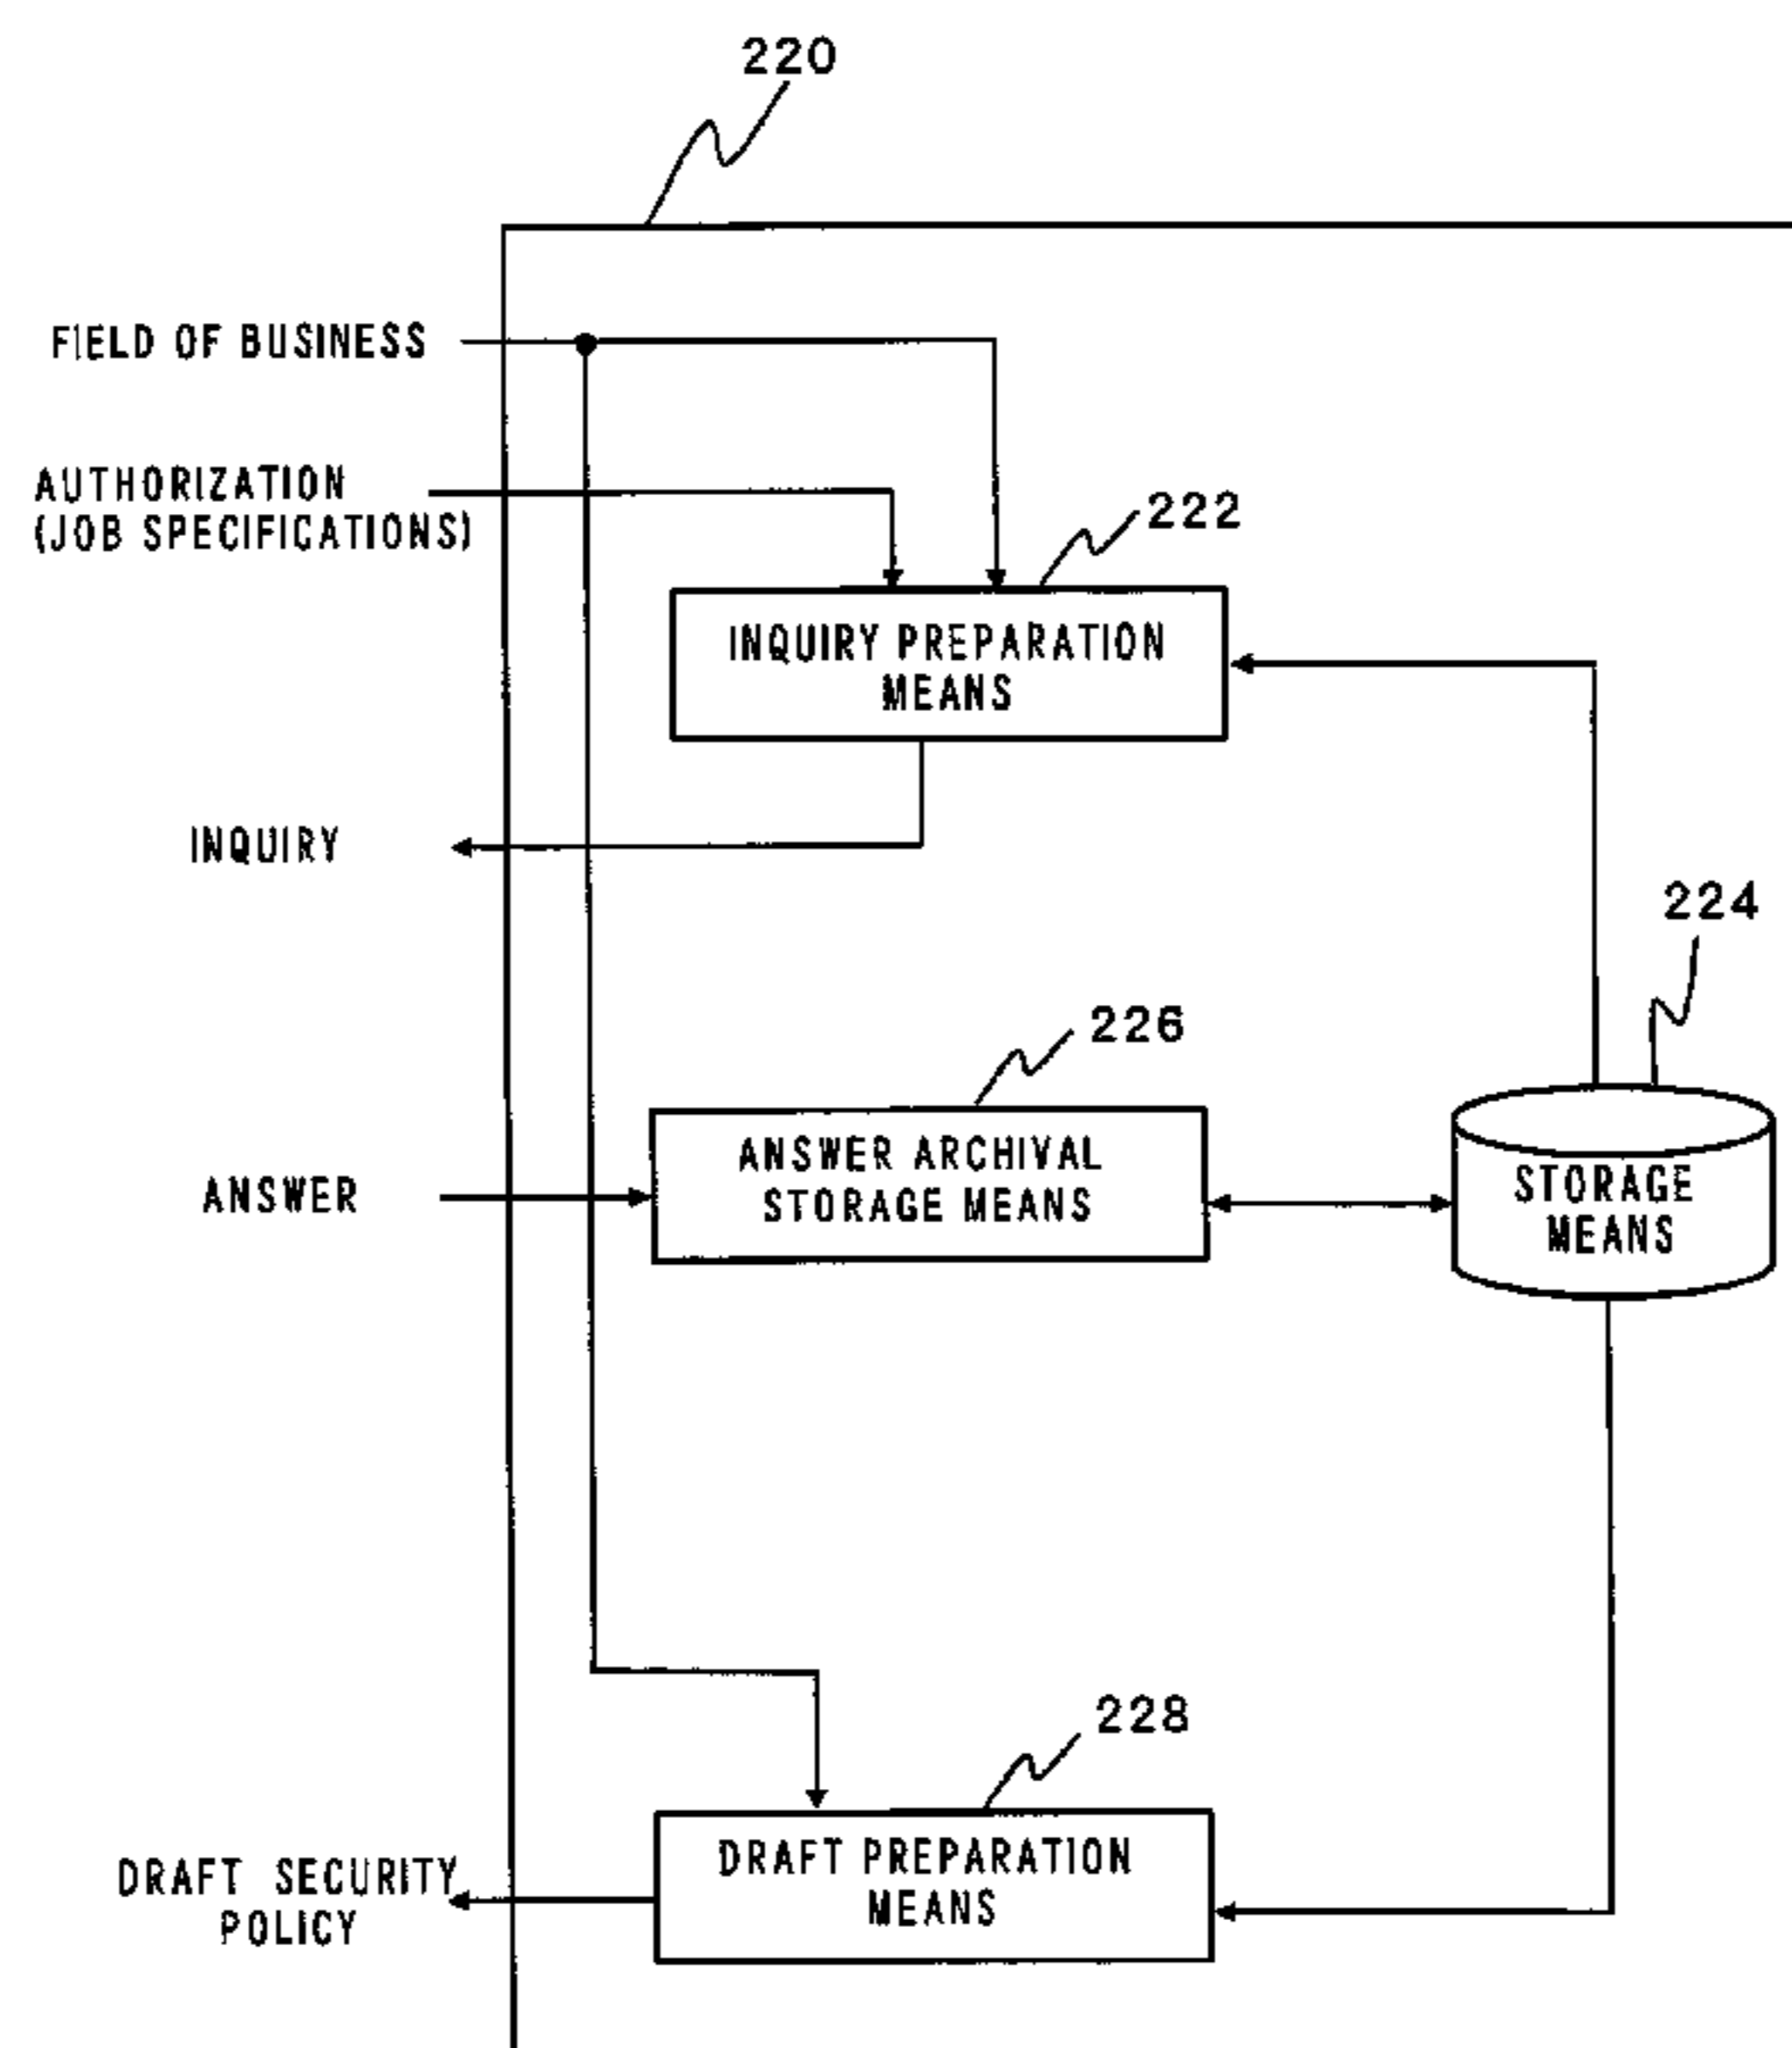 220
FIELD OF BUSINESS
AUTHORIZATION
(JOB SPECIFICATIONS)
222
INQUIRY PREPARATION
MEANS
INQUIRY
224
226
ANSWER ARCHIVAL
STORAGE MEANS
ANSWER
STORAGE
MEANS
228
DRAFT PREPARATION
MEANS
DRAFT SECURITY
POLICY